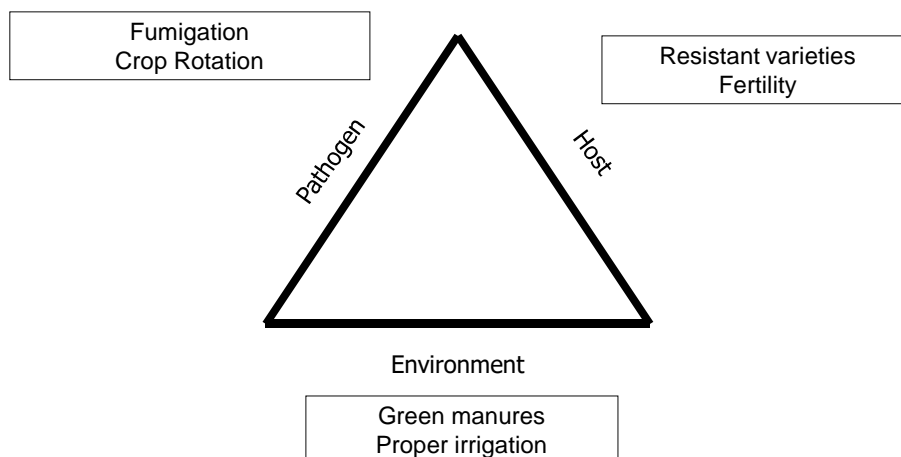 Fumigation
Crop Rotation
Resistant varieties
Fertility
Pathogen
Host
Environment
Green manures
Proper irrigation